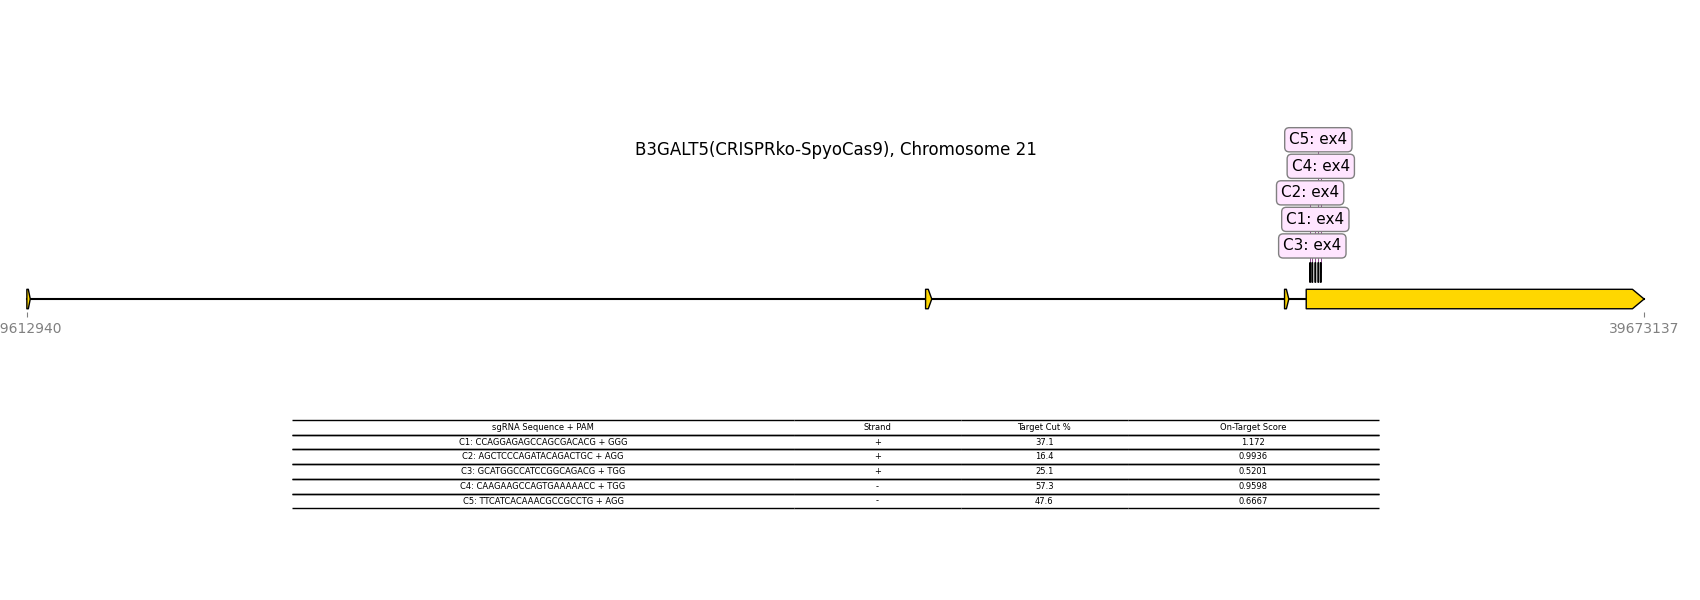 C5: ex4
B3GALT5(CRISPRko-SpyoCas9), Chromosome 21
C4: ex4
C2: ex4
C1: ex4
C3: ex4
9612940
39673137
sgRNA Sequence + PAM Strand Target Cut % On-Target Score
C1: CCAGGAGAGCCAGCGACACG + GGG + 37.1 1.172
C2: AGCTCCCAGATACAGACTGC + AGG + 16.4 0.9936
C3: GCATGGCCATCCGGCAGACG + TGG + 25.1 0.5201
C4: CAAGAAGCCAGTGAAAAACC + TGG - 57.3 0.9598
C5: TTCATCACAAACGCCGCCTG + AGG - 47.6 0.6667